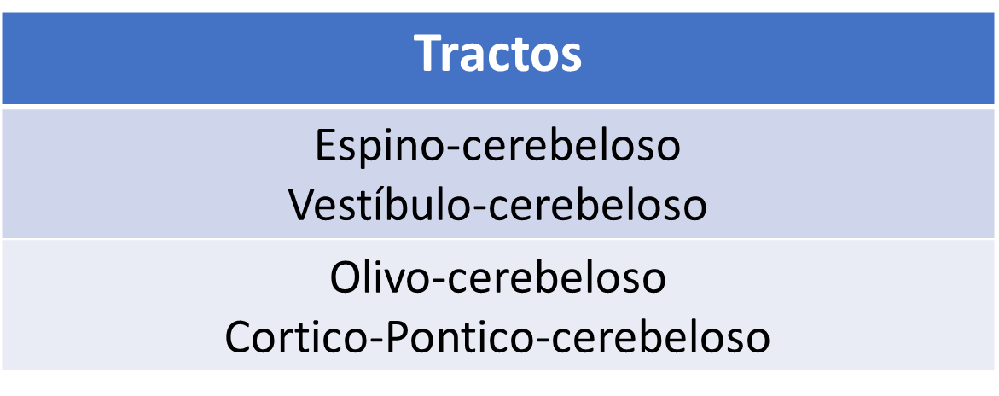 Tractos
Espino-cerebeloso
Vestíbulo-cerebeloso
Olivo-cerebeloso
Cortico-Pontico-cerebeloso